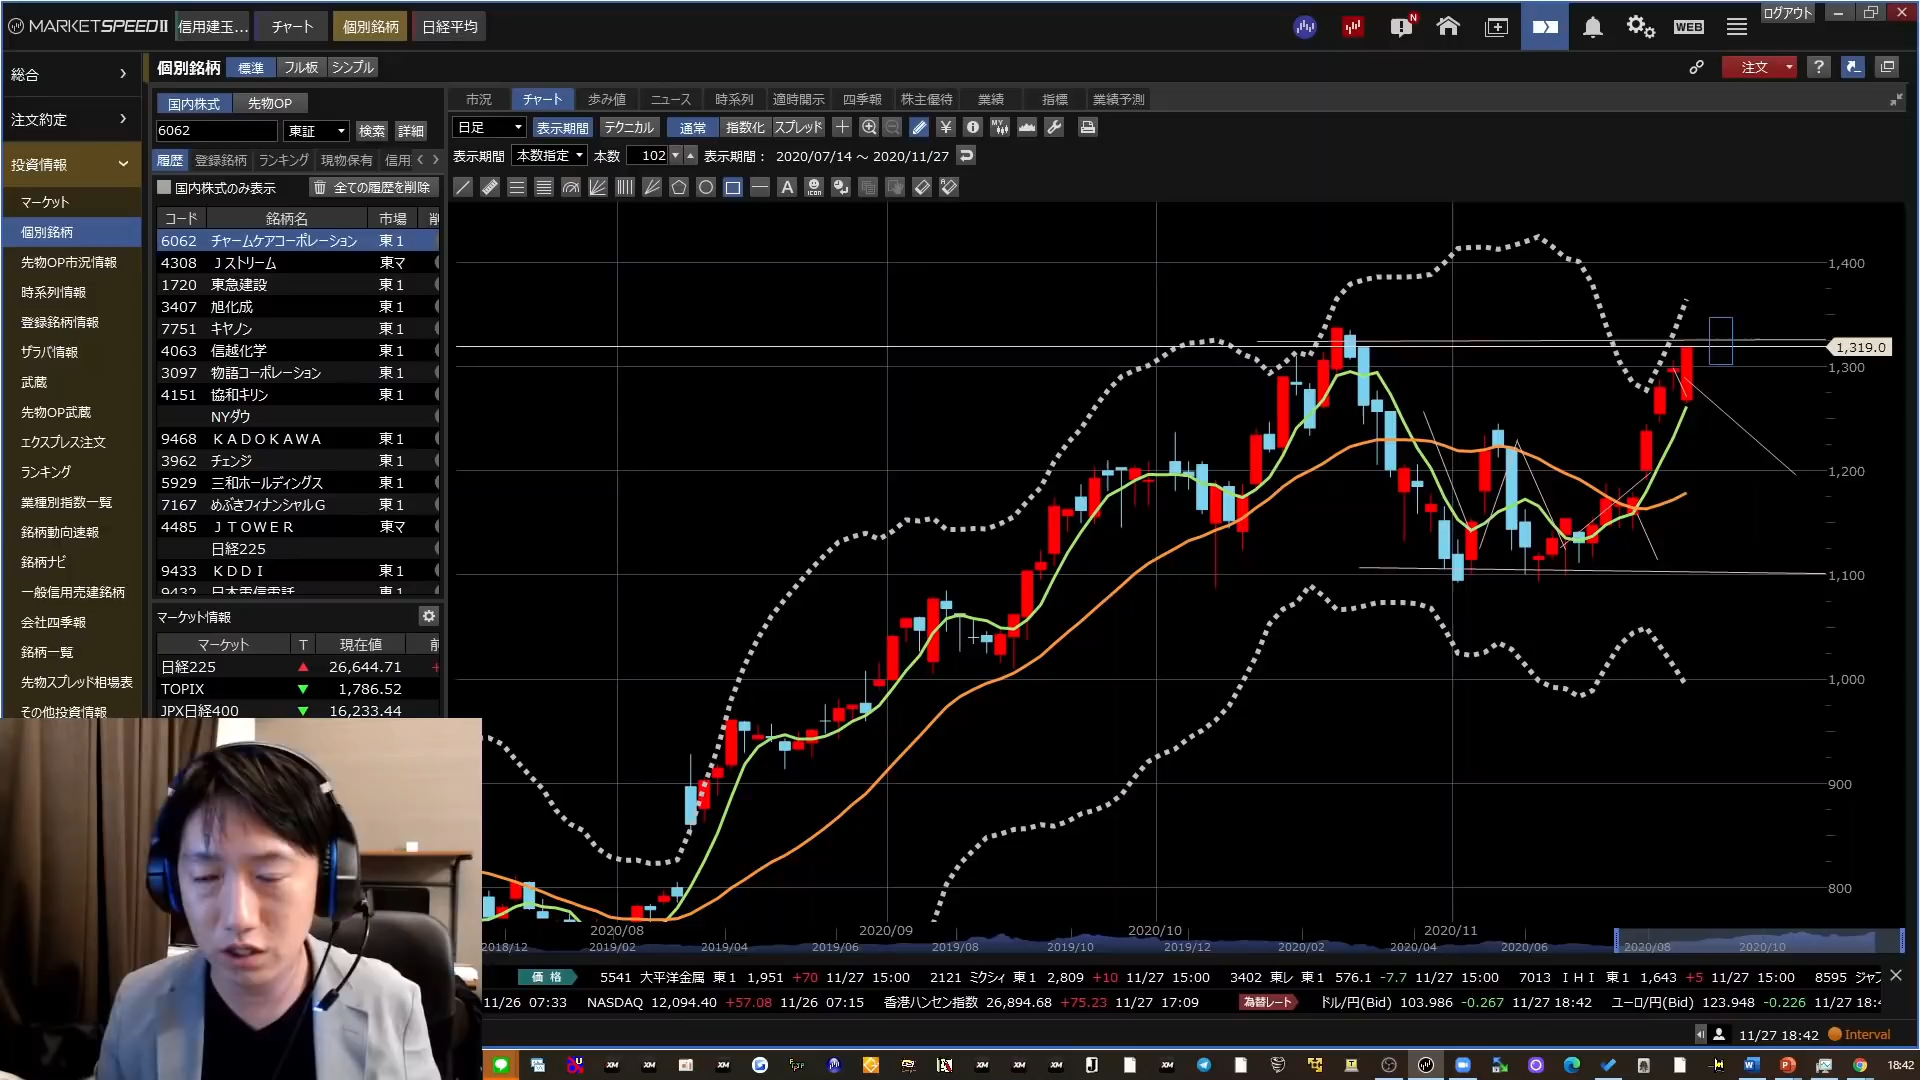 MARKETSPEED II 信用建玉... チャート 個別銘柄 日経平均 N WEB ログアウト
総合
注文約定
投資情報
マーケット
個別銘柄
先物OP市況情報
時系列情報
登録銘柄情報
ザラバ情報
武蔵
先物OP武蔵
エクスプレス注文
ランキング
業種別指数一覧
銘柄動向速報
銘柄ナビ
一般信用売建銘柄
会社四季報
銘柄一覧
先物スプレッド相場表
その他投資情報
個別銘柄 標準 フル板 シンプル 注文 ?
国内株式 先物OP
6062 東証 検索 詳細
履歴 登録銘柄 ランキング 現物保有 信用
国内株式のみ表示 全ての履歴を削除
コード 銘柄名 市場 削
6062 チャームケアコーポレーション 東1
4308 Jストリーム 東マ
1720 東急建設 東1
3407 旭化成 東1
7751 キヤノン 東1
4063 信越化学 東1
3097 物語コーポレーション 東1
4151 協和キリン 東1
NYダウ
9468 KADOKAWA 東1
3962 チェンジ 東1
5929 三和ホールディングス 東1
7167 めぶきフィナンシャルG 東1
4485 JTOWER 東マ
日経225
9433 KDDI 東1
9432 日本電信電話 東1
マーケット情報
マーケット T 現在値 前
日経225 ▲ 26,644.71 +
TOPIX ▼ 1,786.52
JPX日経400 ▼ 16,233.44
市況 チャート 歩み値 ニュース 時系列 適時開示 四季報 株主優待 業績 指標 業績予測
日足 表示期間 テクニカル 通常 指数化 スプレッド ¥ MY
表示期間 本数指定 本数 102 表示期間： 2020/07/14 ～ 2020/11/27
A ICON
1,400
1,319.0
1,300
1,200
1,100
1,000
900
800
2020/08 2020/09 2020/10 2020/11
2018/12 2019/02 2019/04 2019/06 2019/08 2019/10 2019/12 2020/02 2020/04 2020/06 2020/08 2020/10
価格 5541 大平洋金属 東1 1,951 +70 11/27 15:00 2121 ミクシィ 東1 2,809 +10 11/27 15:00 3402 東レ 東1 576.1 -7.7 11/27 15:00 7013 IHI 東1 1,643 +5 11/27 15:00 8595 ジャフ
11/26 07:33 NASDAQ 12,094.40 +57.08 11/26 07:15 香港ハンセン指数 26,894.68 +75.23 11/27 17:09 為替レート ドル/円(Bid) 103.986 -0.267 11/27 18:42 ユーロ/円(Bid) 123.948 -0.226 11/27 18:4
11/27 18:42 Interval
18:42